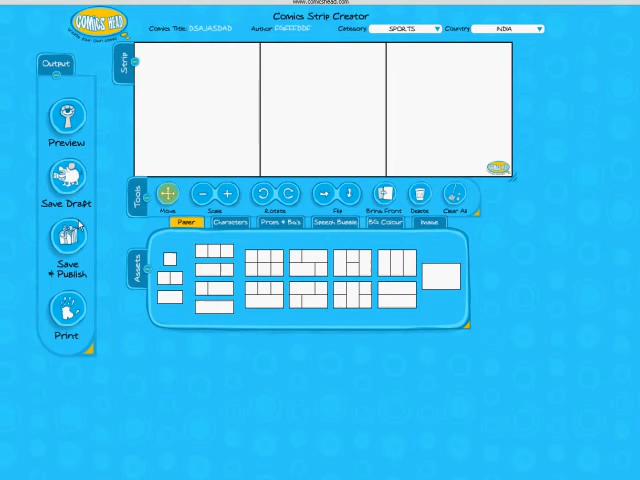 www.comicshead.com
COMICS HEAD
Comics Strip Creator
Comics Title: DSAJASDAD Author: Category SPORTS Country INDIA
Output
Strip
Preview
Save Draft
Save & Publish
Print
Tools
Move Scale Rotate Flip Bring Front Delete Clear All
Paper Characters Props & Bg's Speech Bubble BG Colour Image
Assets